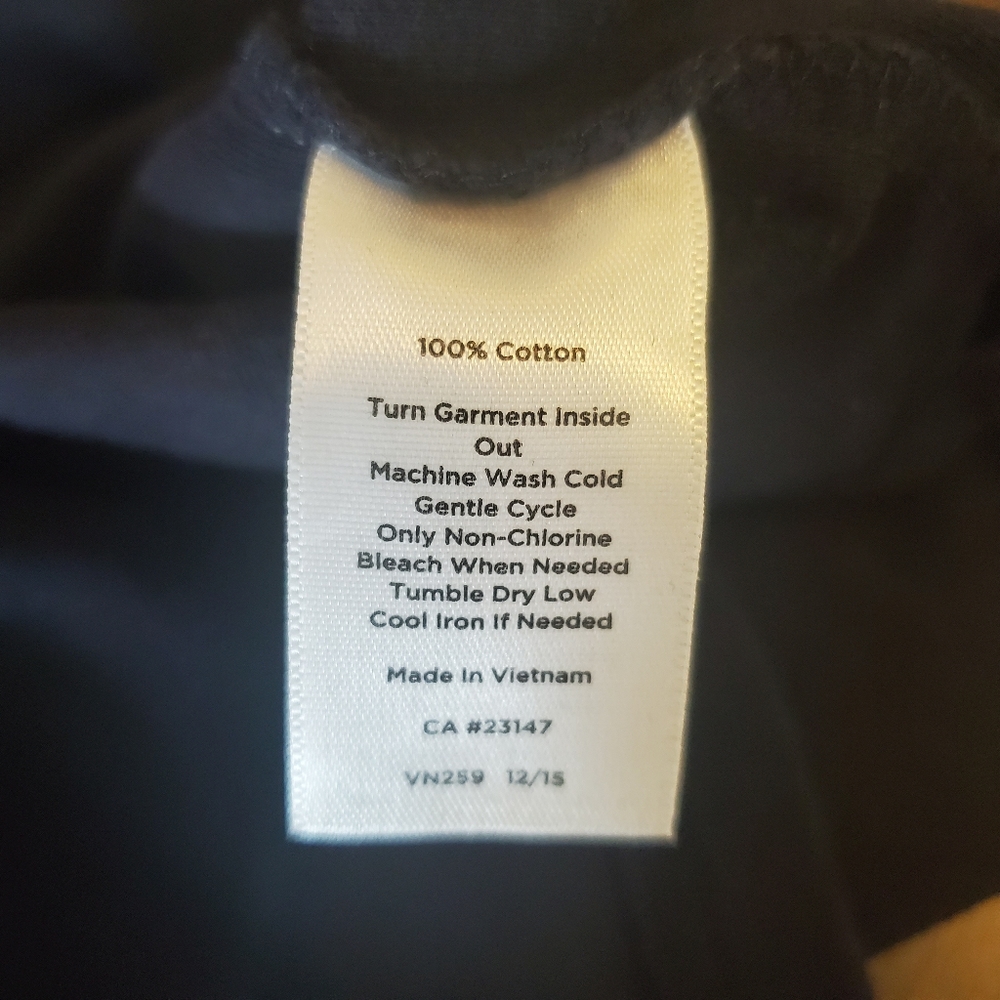 100% Cotton
Turn Garment Inside
Out
Machine Wash Cold
Gentle Cycle
Only Non-Chlorine
Bleach When Needed
Tumble Dry Low
Cool Iron If Needed
Made In Vietnam
CA #23147
VN259 12/15